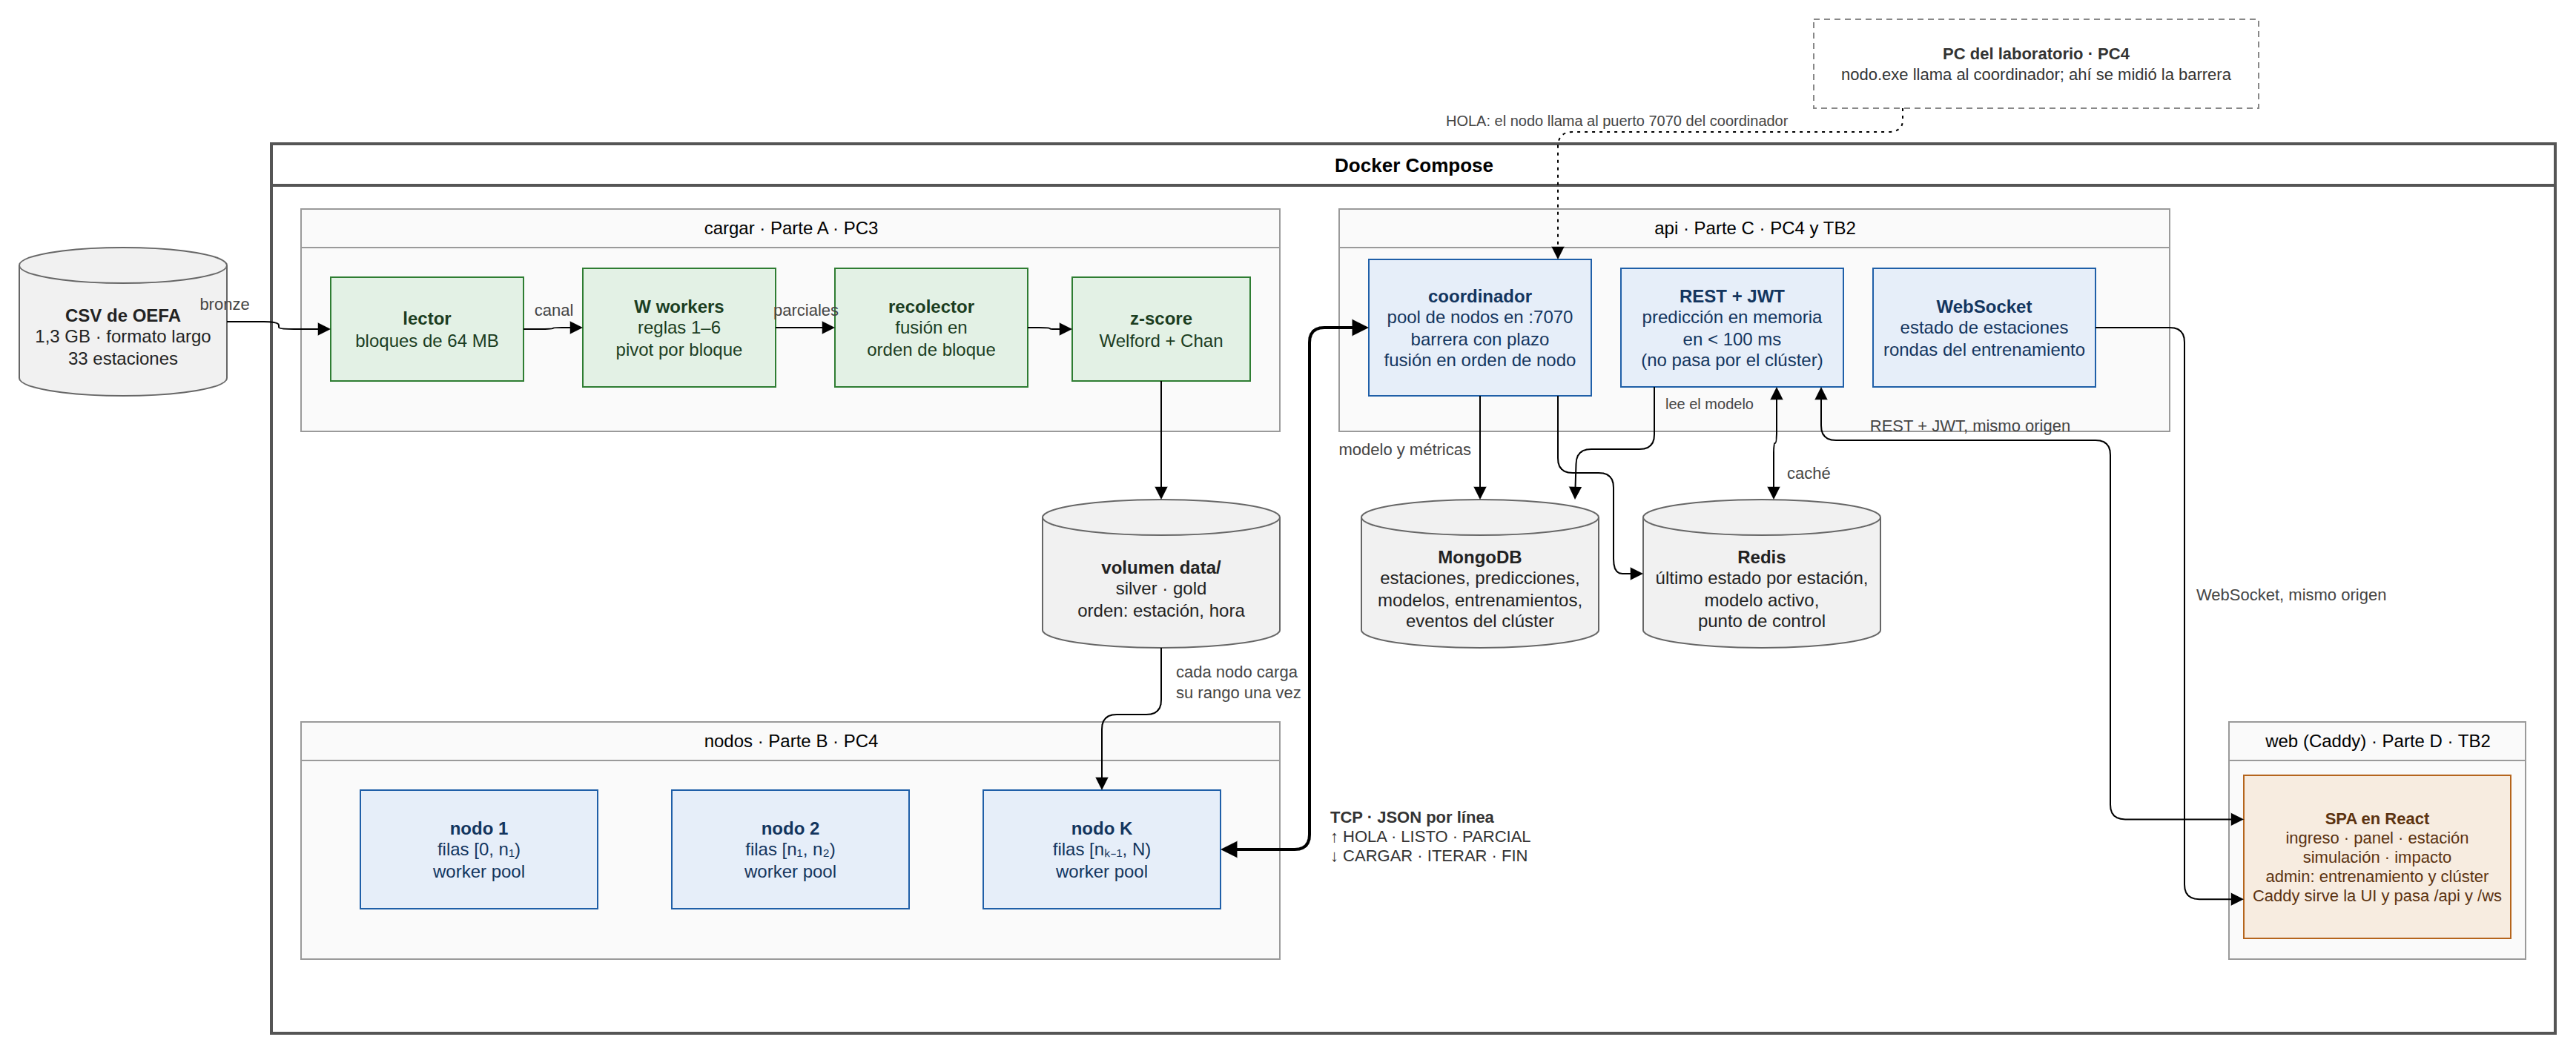 PC del laboratorio · PC4
nodo.exe llama al coordinador; ahí se midió la barrera
HOLA: el nodo llama al puerto 7070 del coordinador
Docker Compose
cargar · Parte A · PC3
api · Parte C · PC4 y TB2
CSV de OEFA
1,3 GB · formato largo
33 estaciones
bronze
lector
bloques de 64 MB
canal
W workers
reglas 1–6
pivot por bloque
parciales
recolector
fusión en
orden de bloque
z-score
Welford + Chan
coordinador
pool de nodos en :7070
barrera con plazo
fusión en orden de nodo
REST + JWT
predicción en memoria
en < 100 ms
(no pasa por el clúster)
WebSocket
estado de estaciones
rondas del entrenamiento
lee el modelo
modelo y métricas
REST + JWT, mismo origen
caché
volumen data/
silver · gold
orden: estación, hora
MongoDB
estaciones, predicciones,
modelos, entrenamientos,
eventos del clúster
Redis
último estado por estación,
modelo activo,
punto de control
WebSocket, mismo origen
cada nodo carga
su rango una vez
nodos · Parte B · PC4
web (Caddy) · Parte D · TB2
nodo 1
filas [0, n₁)
worker pool
nodo 2
filas [n₁, n₂)
worker pool
nodo K
filas [nₖ₋₁, N)
worker pool
TCP · JSON por línea
↑ HOLA · LISTO · PARCIAL
↓ CARGAR · ITERAR · FIN
SPA en React
ingreso · panel · estación
simulación · impacto
admin: entrenamiento y clúster
Caddy sirve la UI y pasa /api y /ws